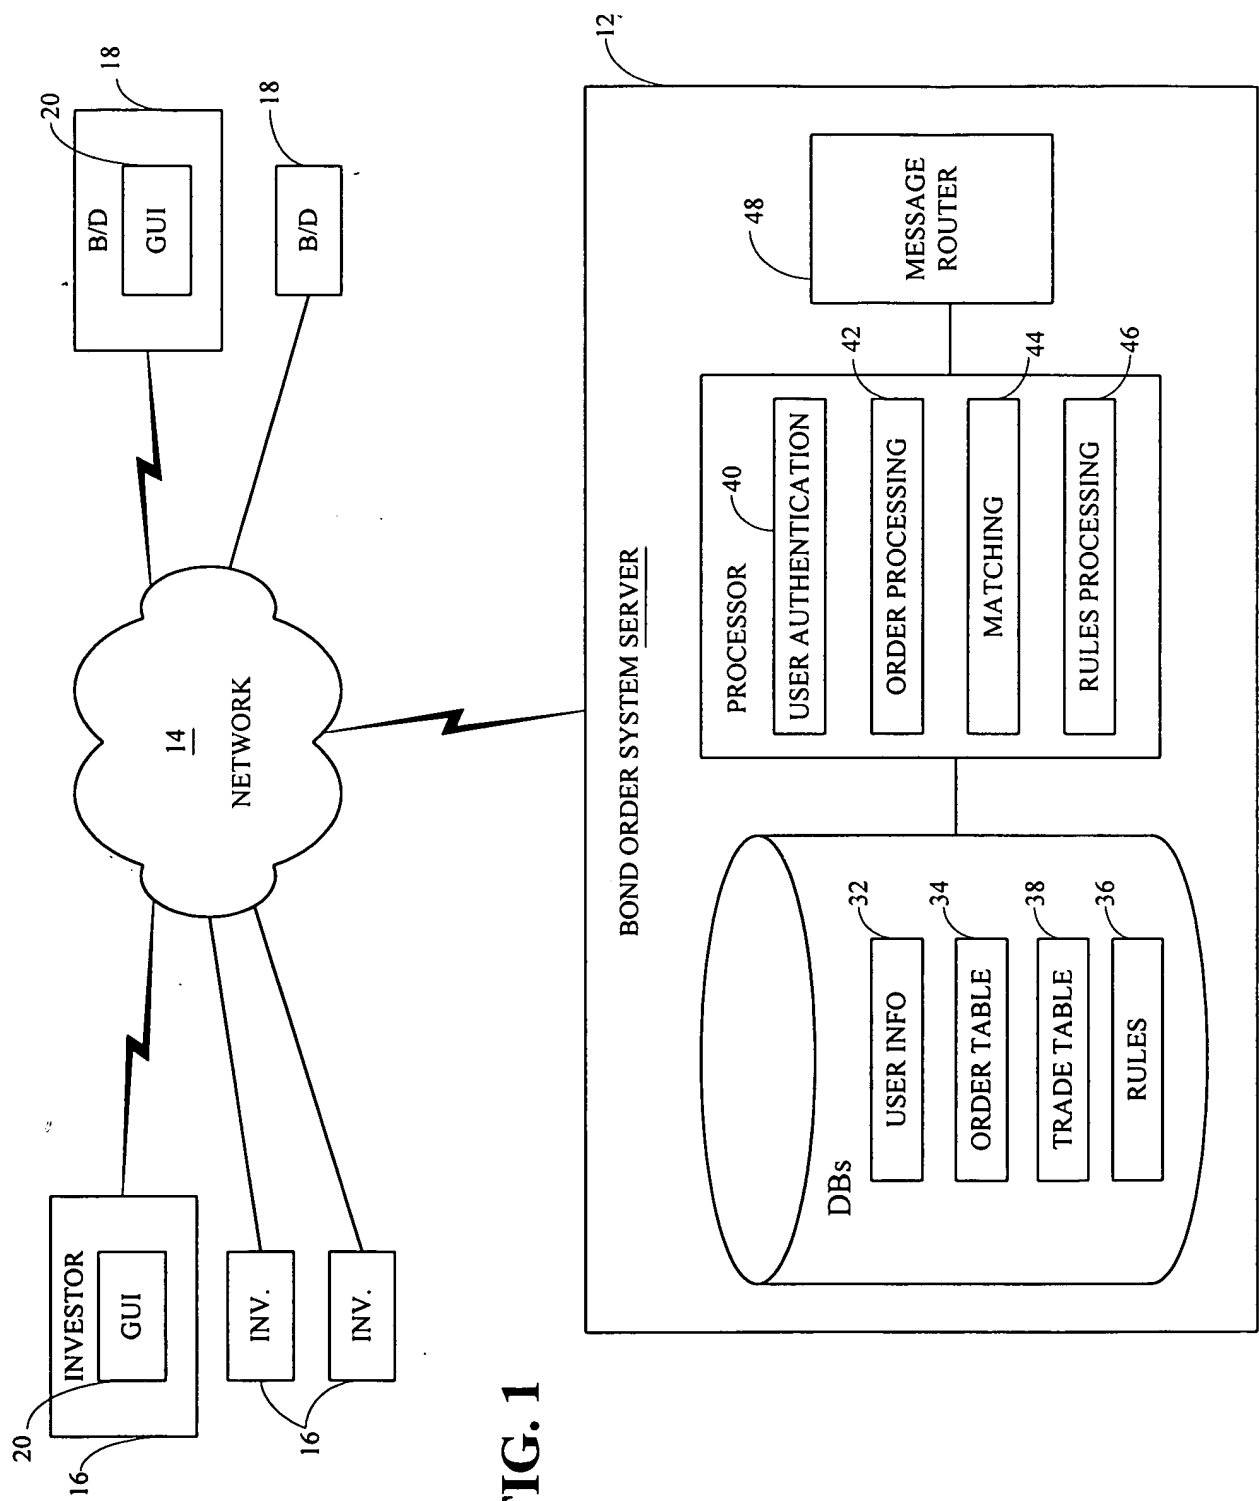 20
16
INVESTOR
GUI
INV.
INV.
16
14
NETWORK
20
18
B/D
GUI
B/D
18
FIG. 1
12
BOND ORDER SYSTEM SERVER
DBs
USER INFO
32
ORDER TABLE
34
TRADE TABLE
38
RULES
36
PROCESSOR
40
USER AUTHENTICATION
ORDER PROCESSING
42
MATCHING
44
RULES PROCESSING
46
48
MESSAGE
ROUTER